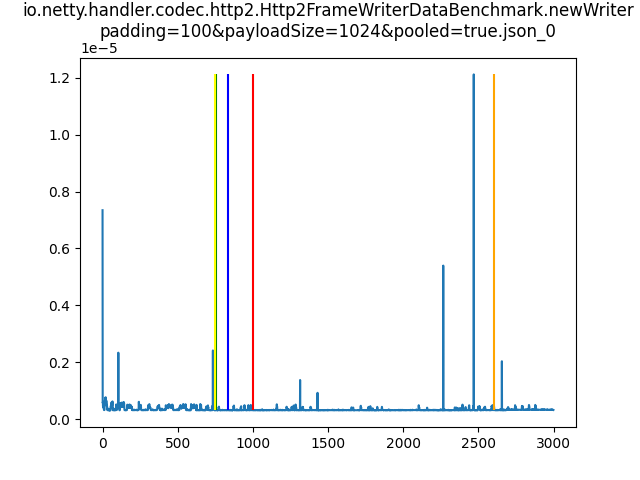 io.netty.handler.codec.http2.Http2FrameWriterDataBenchmark.newWriter
padding=100&payloadSize=1024&pooled=true.json_0
1e−5
1.2
1.0
0.8
0.6
0.4
0.2
0.0
0 500 1000 1500 2000 2500 3000